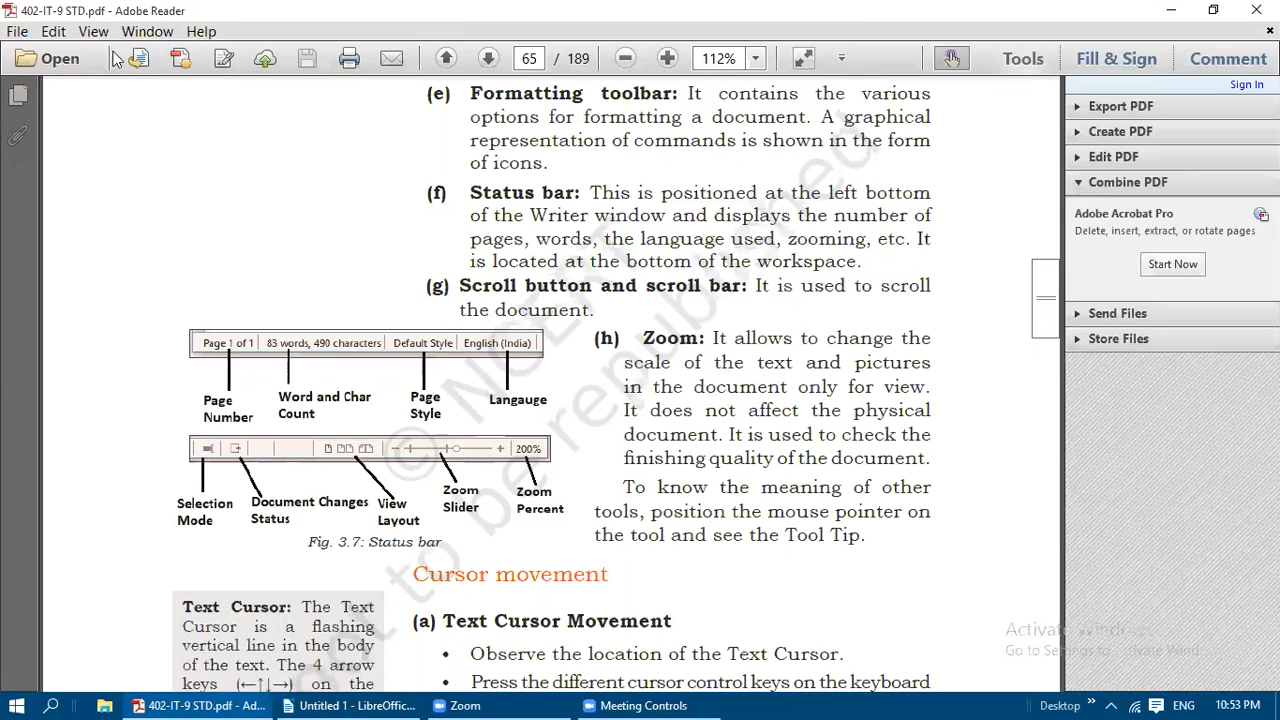 402-IT-9 STD.pdf - Adobe Reader
File Edit View Window Help
Open 65 / 189 112% Tools Fill & Sign Comment
Sign In
Export PDF
Create PDF
Edit PDF
Combine PDF
Adobe Acrobat Pro
Delete, insert, extract, or rotate pages
Start Now
Send Files
Store Files
(e) Formatting toolbar: It contains the various
options for formatting a document. A graphical
representation of commands is shown in the form
of icons.
(f) Status bar: This is positioned at the left bottom
of the Writer window and displays the number of
pages, words, the language used, zooming, etc. It
is located at the bottom of the workspace.
(g) Scroll button and scroll bar: It is used to scroll
the document.
Page 1 of 1 83 words, 490 characters Default Style English (India)
Page
Number
Word and Char
Count
Page
Style
Langauge
200%
Selection
Mode
Document Changes
Status
View
Layout
Zoom
Slider
Zoom
Percent
Fig. 3.7: Status bar
(h) Zoom: It allows to change the
scale of the text and pictures
in the document only for view.
It does not affect the physical
document. It is used to check the
finishing quality of the document.
To know the meaning of other
tools, position the mouse pointer on
the tool and see the Tool Tip.
Cursor movement
Text Cursor: The Text
Cursor is a flashing
vertical line in the body
of the text. The 4 arrow
keys (←↑↓→) on the
(a) Text Cursor Movement
• Observe the location of the Text Cursor.
• Press the different cursor control keys on the keyboard
© NCERT
not to be republished
Activate Windows
Go to Settings to activate Windows.
402-IT-9 STD.pdf - Ad... Untitled 1 - LibreOffic... Zoom Meeting Controls Desktop ENG 10:53 PM